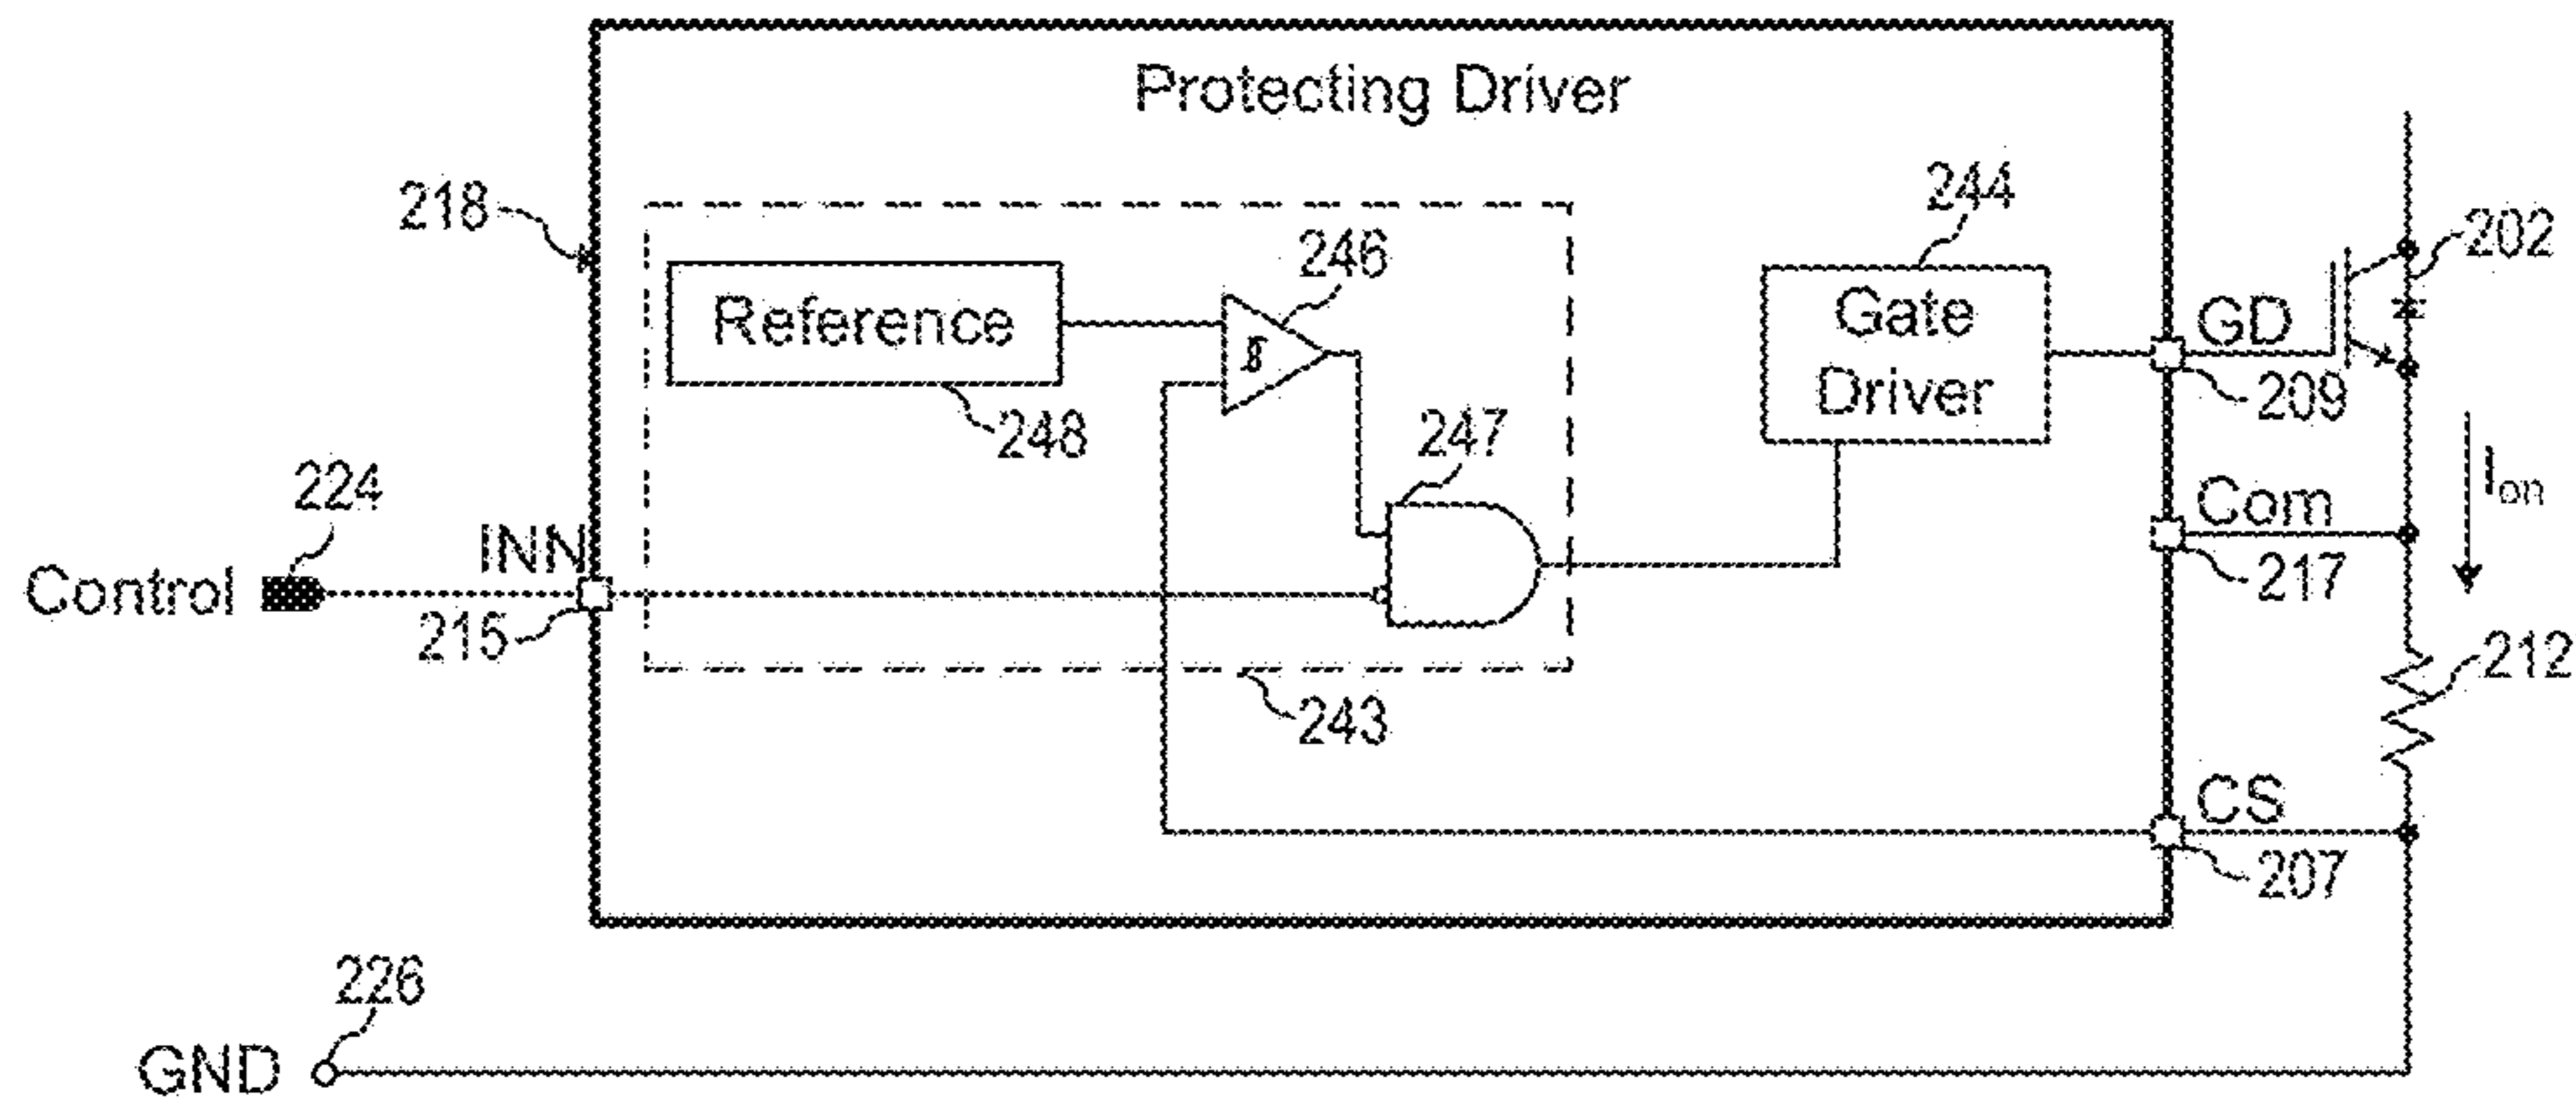 Protecting Driver
218
244
202
246
Reference
Gate
Driver
GD
209
248
247
224
Control
INN
215
Com
217
Ion
212
243
CS
207
226
GND